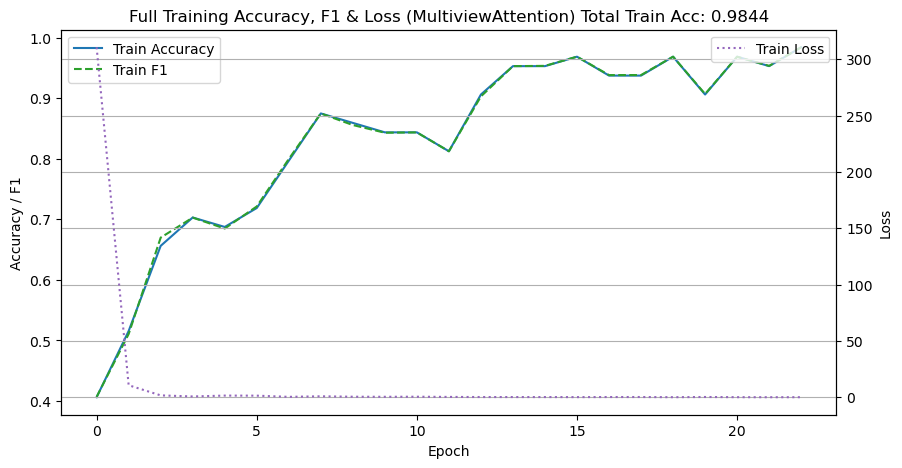 Full Training Accuracy, F1 & Loss (MultiviewAttention) Total Train Acc: 0.9844
Train Accuracy
Train F1
Train Loss
Accuracy / F1
1.0
0.9
0.8
0.7
0.6
0.5
0.4
Loss
300
250
200
150
100
50
0
0
5
10
15
20
Epoch